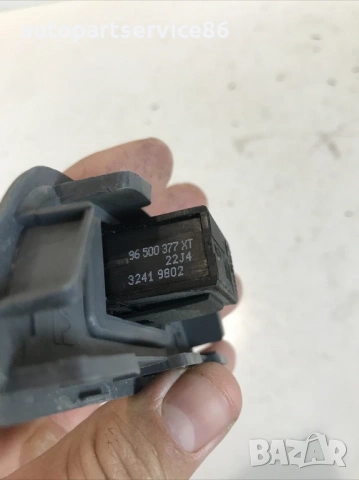 autopartservice86
96 500 377 XT
22J4
3241 9802
BAZAR